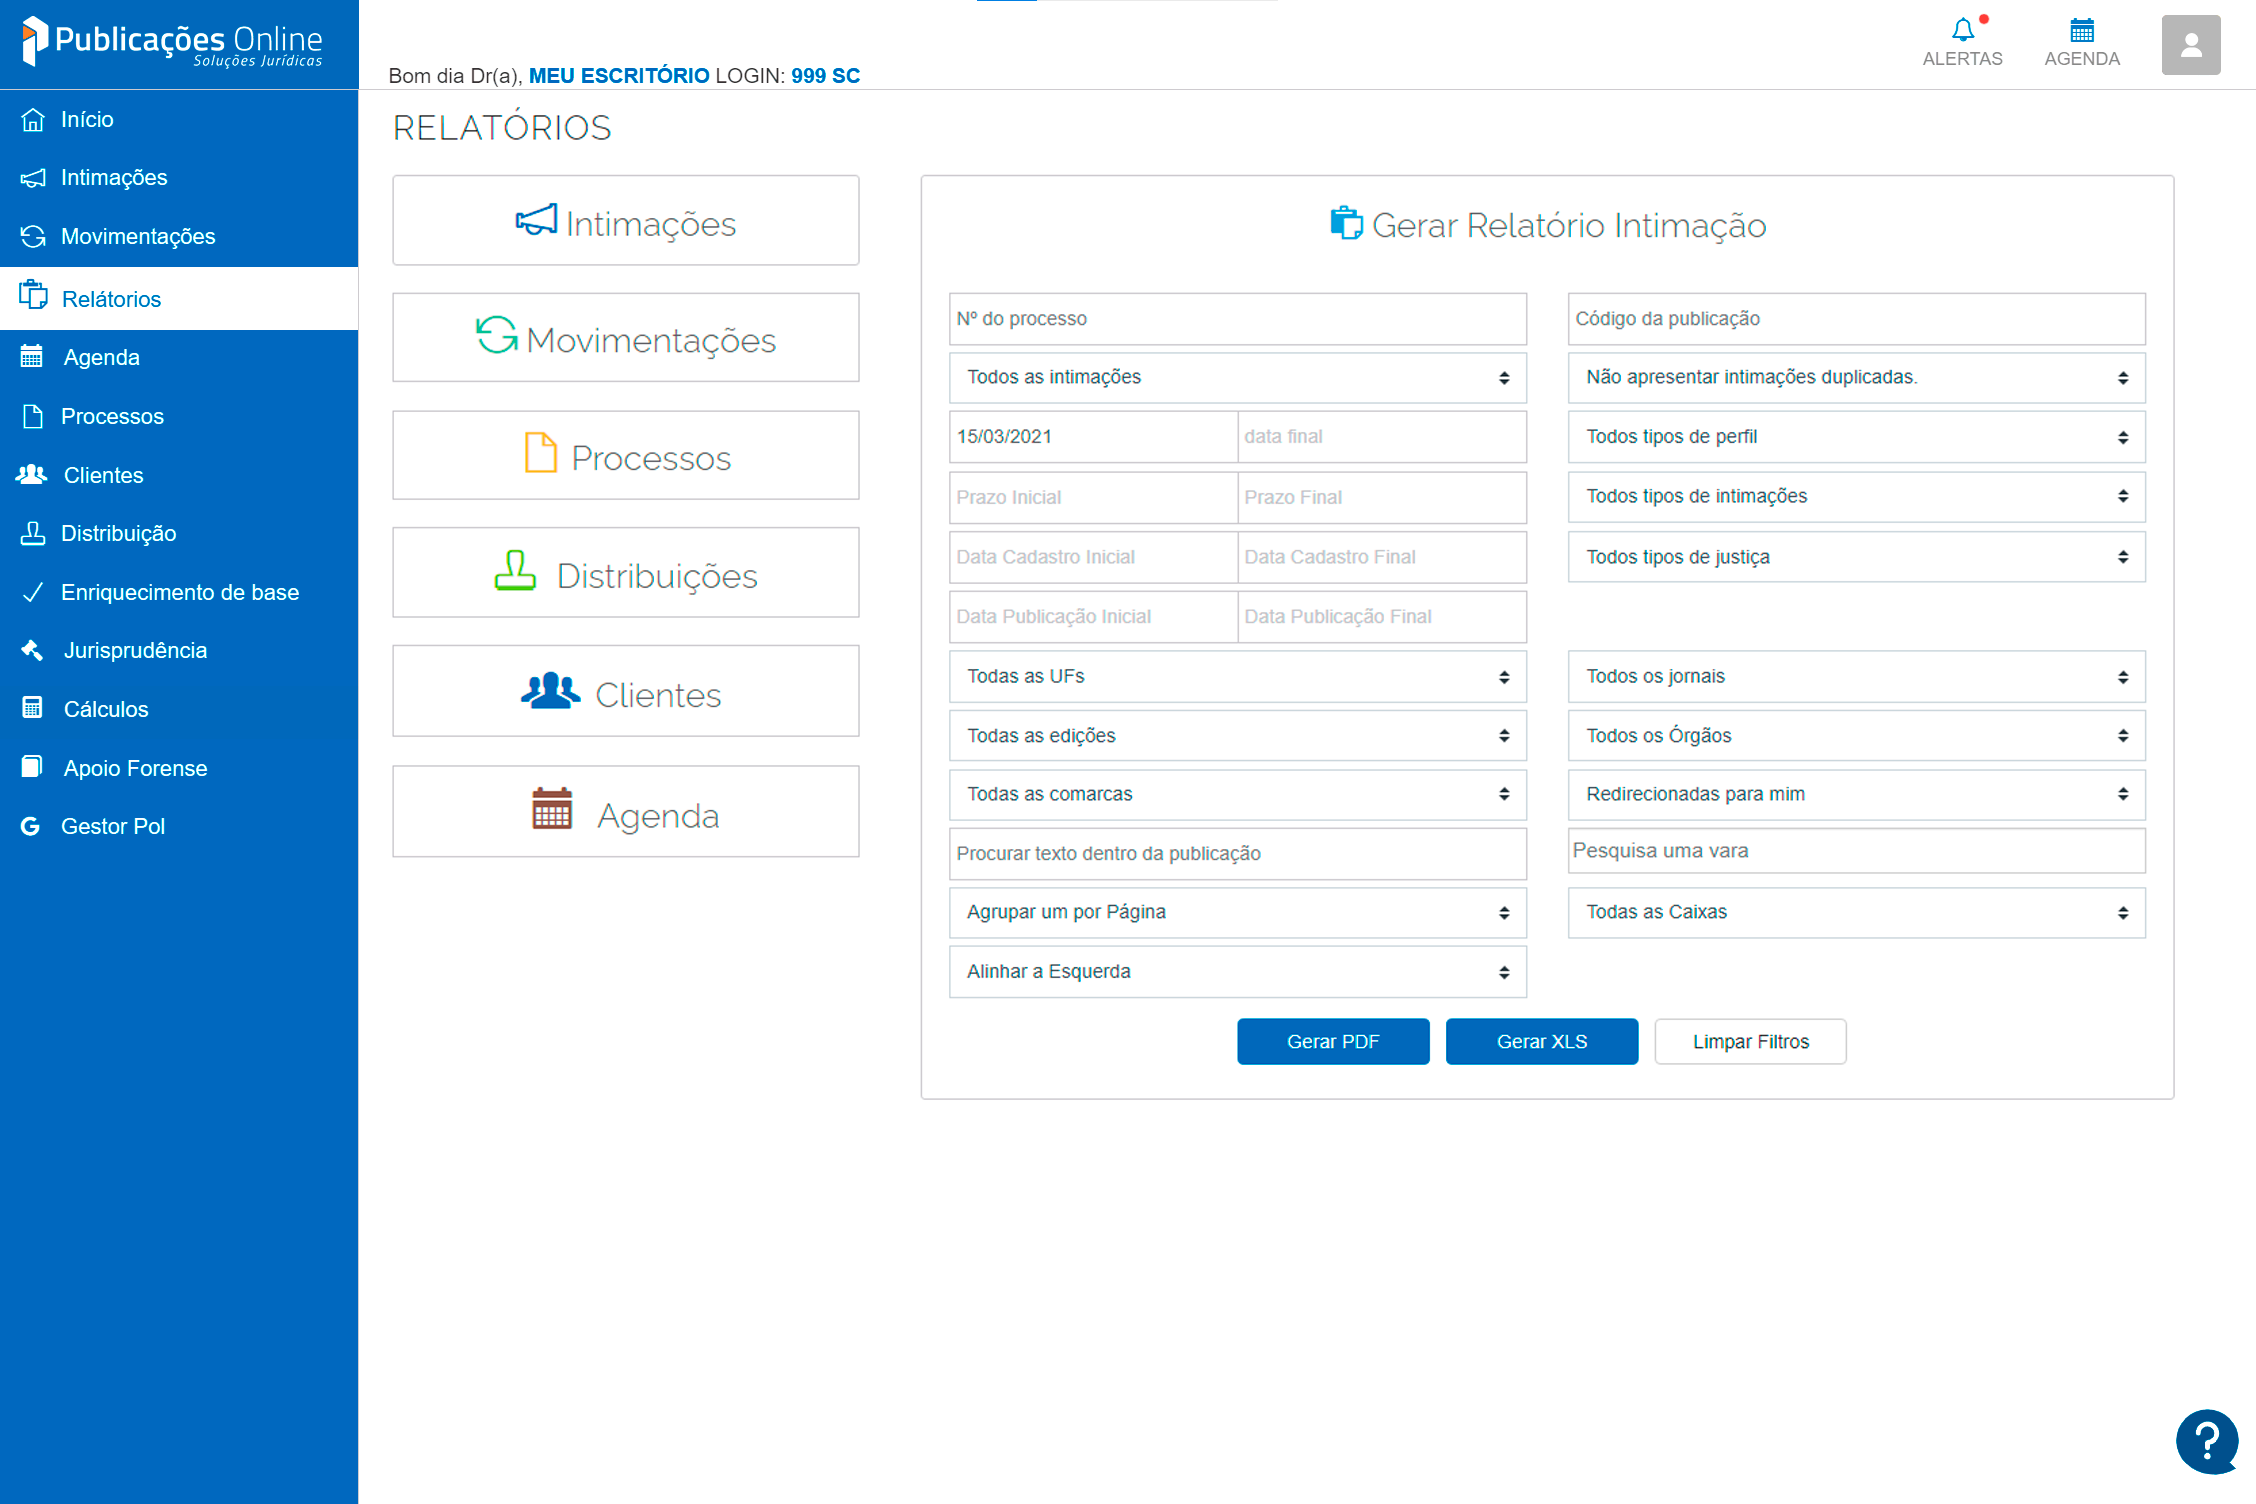 Publicações Online
Soluções Jurídicas
Bom dia Dr(a), MEU ESCRITÓRIO LOGIN: 999 SC
ALERTAS
AGENDA
Início
Intimações
Movimentações
Relátorios
Agenda
Processos
Clientes
Distribuição
Enriquecimento de base
Jurisprudência
Cálculos
Apoio Forense
Gestor Pol
RELATÓRIOS
Intimações
Movimentações
Processos
Distribuições
Clientes
Agenda
Gerar Relatório Intimação
Nº do processo
Código da publicação
Todos as intimações
Não apresentar intimações duplicadas.
15/03/2021
data final
Todos tipos de perfil
Prazo Inicial
Prazo Final
Todos tipos de intimações
Data Cadastro Inicial
Data Cadastro Final
Todos tipos de justiça
Data Publicação Inicial
Data Publicação Final
Todas as UFs
Todos os jornais
Todas as edições
Todos os Órgãos
Todas as comarcas
Redirecionadas para mim
Procurar texto dentro da publicação
Pesquisa uma vara
Agrupar um por Página
Todas as Caixas
Alinhar a Esquerda
Gerar PDF
Gerar XLS
Limpar Filtros